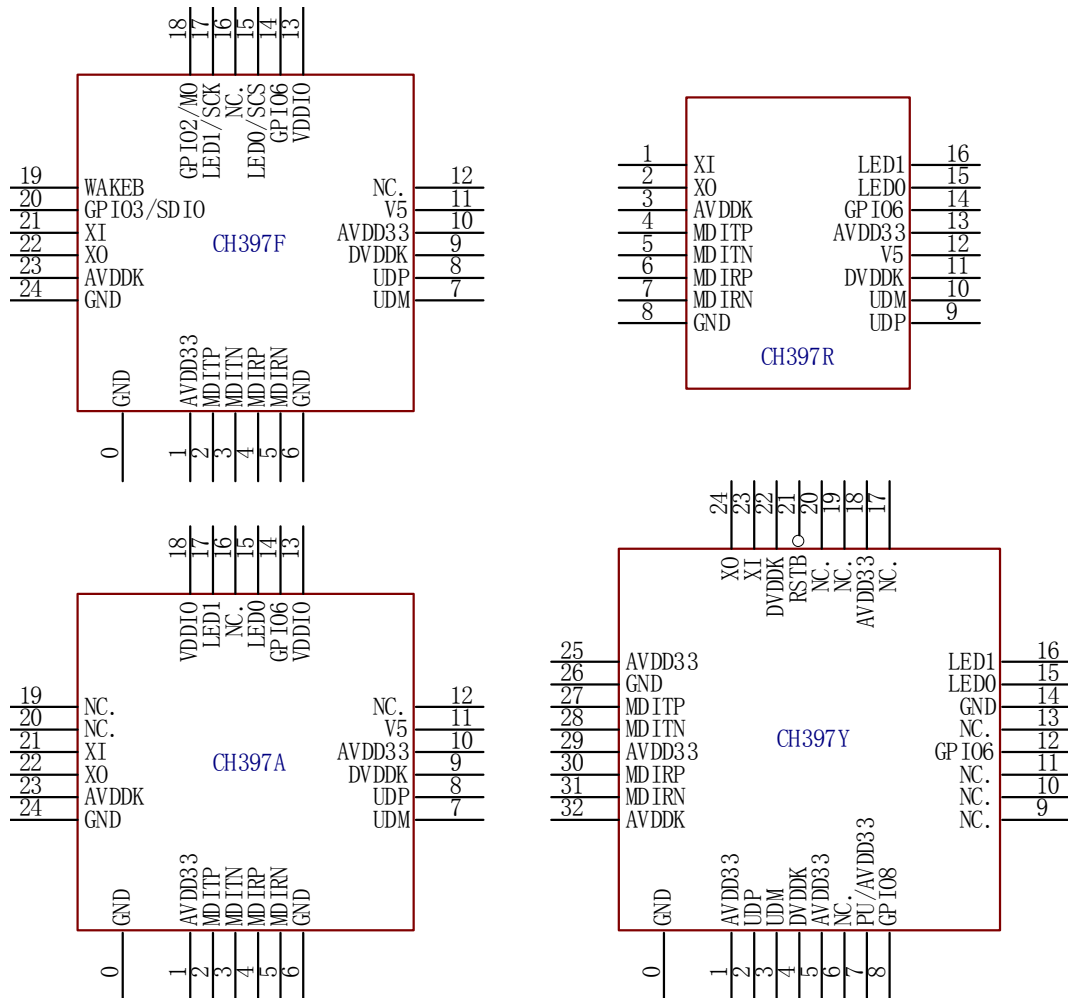 18 17 16 15 14 13
GPIO2/MO LED1/SCK NC. LED0/SCS GPIO6 VDDIO
19 WAKEB
20 GPIO3/SDIO
21 XI
22 XO
23 AVDDK
24 GND
CH397F
NC. 12
V5 11
AVDD33 10
DVDDK 9
UDP 8
UDM 7
GND AVDD33 MDITP MDITN MDIRP MDIRN GND
0 1 2 3 4 5 6
1 XI
2 XO
3 AVDDK
4 MDITP
5 MDITN
6 MDIRP
7 MDIRN
8 GND
LED1 16
LED0 15
GPIO6 14
AVDD33 13
V5 12
DVDDK 11
UDM 10
UDP 9
CH397R
18 17 16 15 14 13
VDDIO LED1 NC. LED0 GPIO6 VDDIO
19 NC.
20 NC.
21 XI
22 XO
23 AVDDK
24 GND
CH397A
NC. 12
V5 11
AVDD33 10
DVDDK 9
UDP 8
UDM 7
GND AVDD33 MDITP MDITN MDIRP MDIRN GND
0 1 2 3 4 5 6
24 23 22 21 20 19 18 17
XO XI DVDDK RSTB NC. NC. AVDD33 NC.
25 AVDD33
26 GND
27 MDITP
28 MDITN
29 AVDD33
30 MDIRP
31 MDIRN
32 AVDDK
CH397Y
LED1 16
LED0 15
GND 14
NC. 13
GPIO6 12
NC. 11
NC. 10
NC. 9
GND AVDD33 UDP UDM DVDDK AVDD33 NC. PU/AVDD33 GPIO8
0 1 2 3 4 5 6 7 8